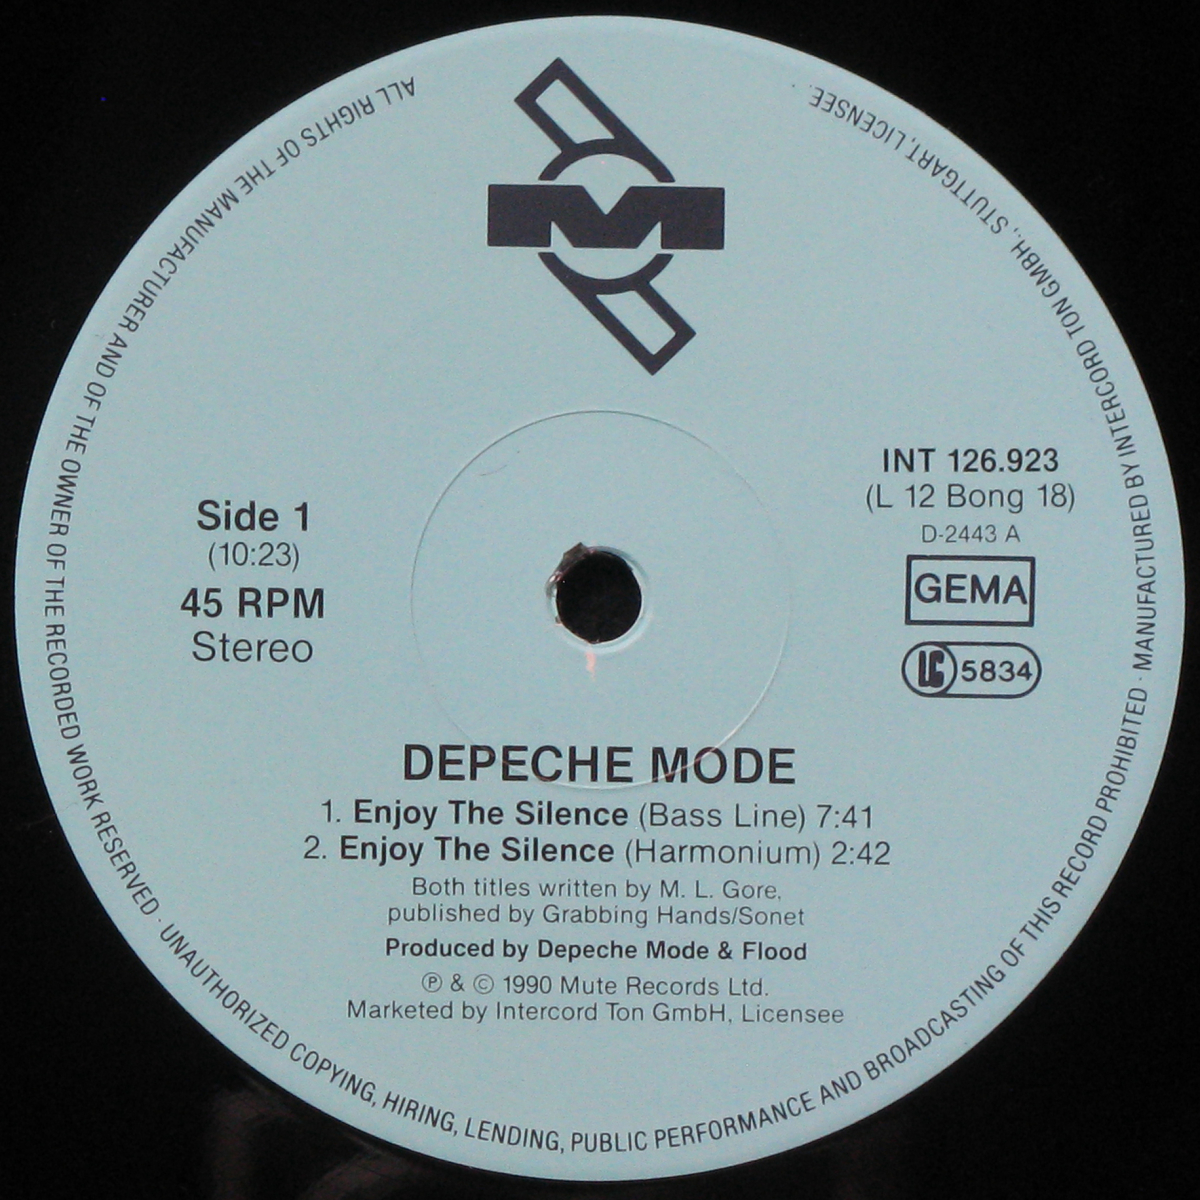 M
Side 1
(10:23)
45 RPM
Stereo
INT 126.923
(L 12 Bong 18)
D-2443 A
GEMA
LC 5834
DEPECHE MODE
1. Enjoy The Silence (Bass Line) 7:41
2. Enjoy The Silence (Harmonium) 2:42
Both titles written by M. L. Gore,
published by Grabbing Hands/Sonet
Produced by Depeche Mode & Flood
℗ & © 1990 Mute Records Ltd.
Marketed by Intercord Ton GmbH, Licensee
ALL RIGHTS OF THE MANUFACTURER AND OF THE OWNER OF THE RECORDED WORK RESERVED · UNAUTHORIZED COPYING, HIRING, LENDING, PUBLIC PERFORMANCE AND BROADCASTING OF THIS RECORD PROHIBITED · MANUFACTURED BY INTERCORD TON GMBH., STUTTGART, LICENSEE.